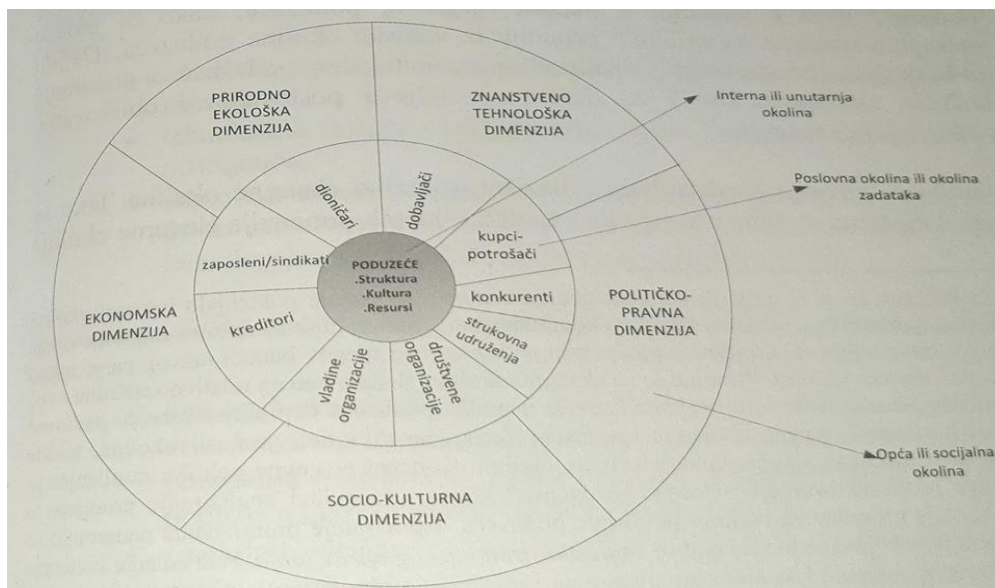 PRIRODNO
EKOLOŠKA
DIMENZIJA
ZNANSTVENO
TEHNOLOŠKA
DIMENZIJA
Interna ili unutarnja
okolina
Poslovna okolina ili okolina
zadataka
dioničari
dobavljači
kupci-
potrošači
zaposleni/sindikati
PODUZEĆE
.Struktura
.Kultura
.Resursi
konkurenti
EKONOMSKA
DIMENZIJA
POLITIČKO-
PRAVNA
DIMENZIJA
kreditori
strukovna
udruženja
vladine
organizacije
društvene
organizacije
Opća ili socijalna
okolina
SOCIO-KULTURNA
DIMENZIJA